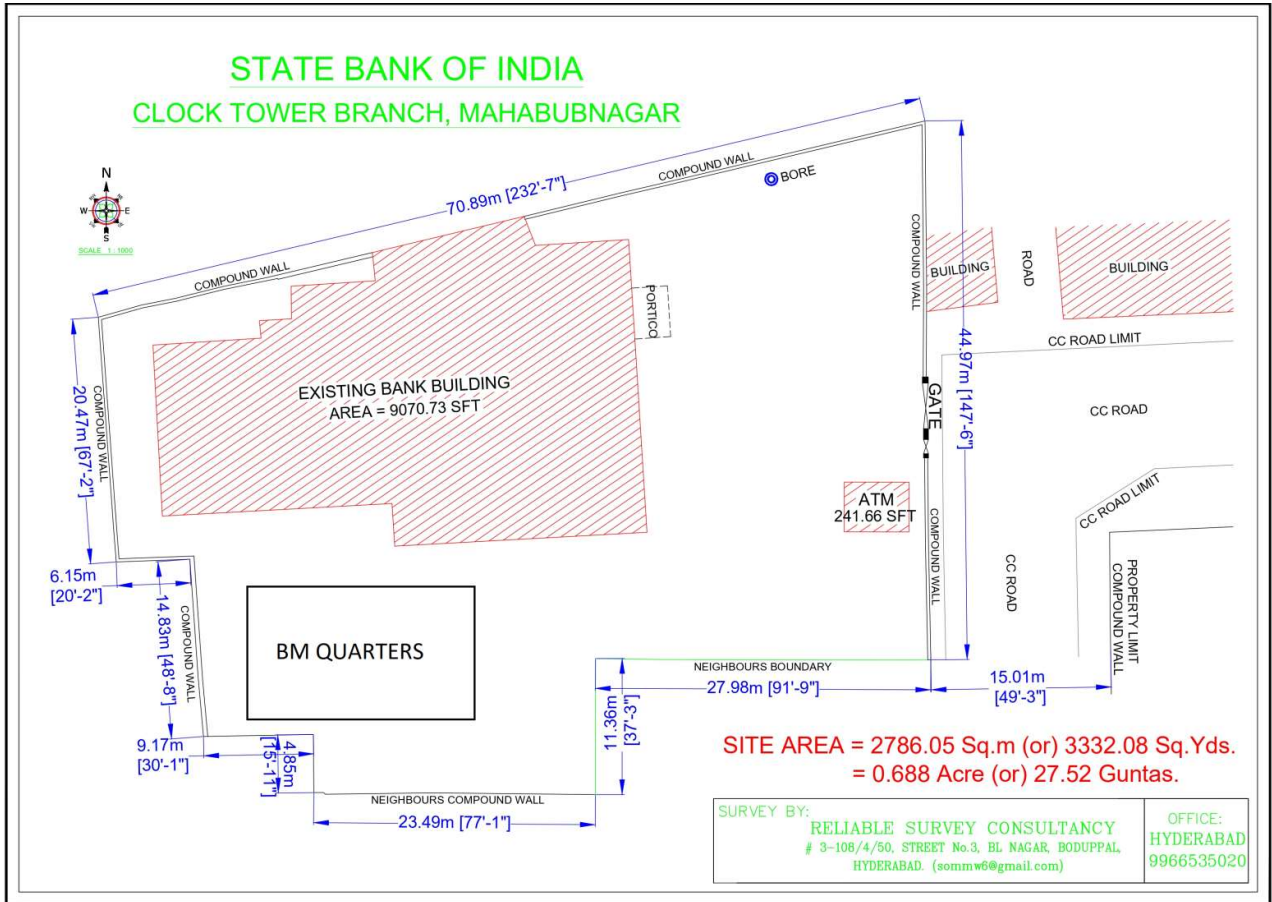 STATE BANK OF INDIA
CLOCK TOWER BRANCH, MAHABUBNAGAR
N
W
E
S
SCALE 1 : 1000
70.89m [232'-7"]
COMPOUND WALL
BORE
COMPOUND WALL
COMPOUND WALL
BUILDING
ROAD
BUILDING
PORTICO
CC ROAD LIMIT
44.97m [147'-6"]
20.47m [67'-2"]
COMPOUND WALL
EXISTING BANK BUILDING
AREA = 9070.73 SFT
GATE
CC ROAD
ATM
241.66 SFT
CC ROAD LIMIT
COMPOUND WALL
CC ROAD
PROPERTY LIMIT
COMPOUND WALL
6.15m
[20'-2"]
14.83m [48'-8"]
COMPOUND WALL
BM QUARTERS
NEIGHBOURS BOUNDARY
27.98m [91'-9"]
15.01m
[49'-3"]
11.36m
[37'-3"]
9.17m
[30'-1"]
4.85m
[15'-11"]
NEIGHBOURS COMPOUND WALL
23.49m [77'-1"]
SITE AREA = 2786.05 Sq.m (or) 3332.08 Sq.Yds.
= 0.688 Acre (or) 27.52 Guntas.
SURVEY BY:
RELIABLE SURVEY CONSULTANCY
# 3-108/4/50, STREET No.3, BL NAGAR, BODUPPAL,
HYDERABAD. (sommw6@gmail.com)
OFFICE:
HYDERABAD
9966535020